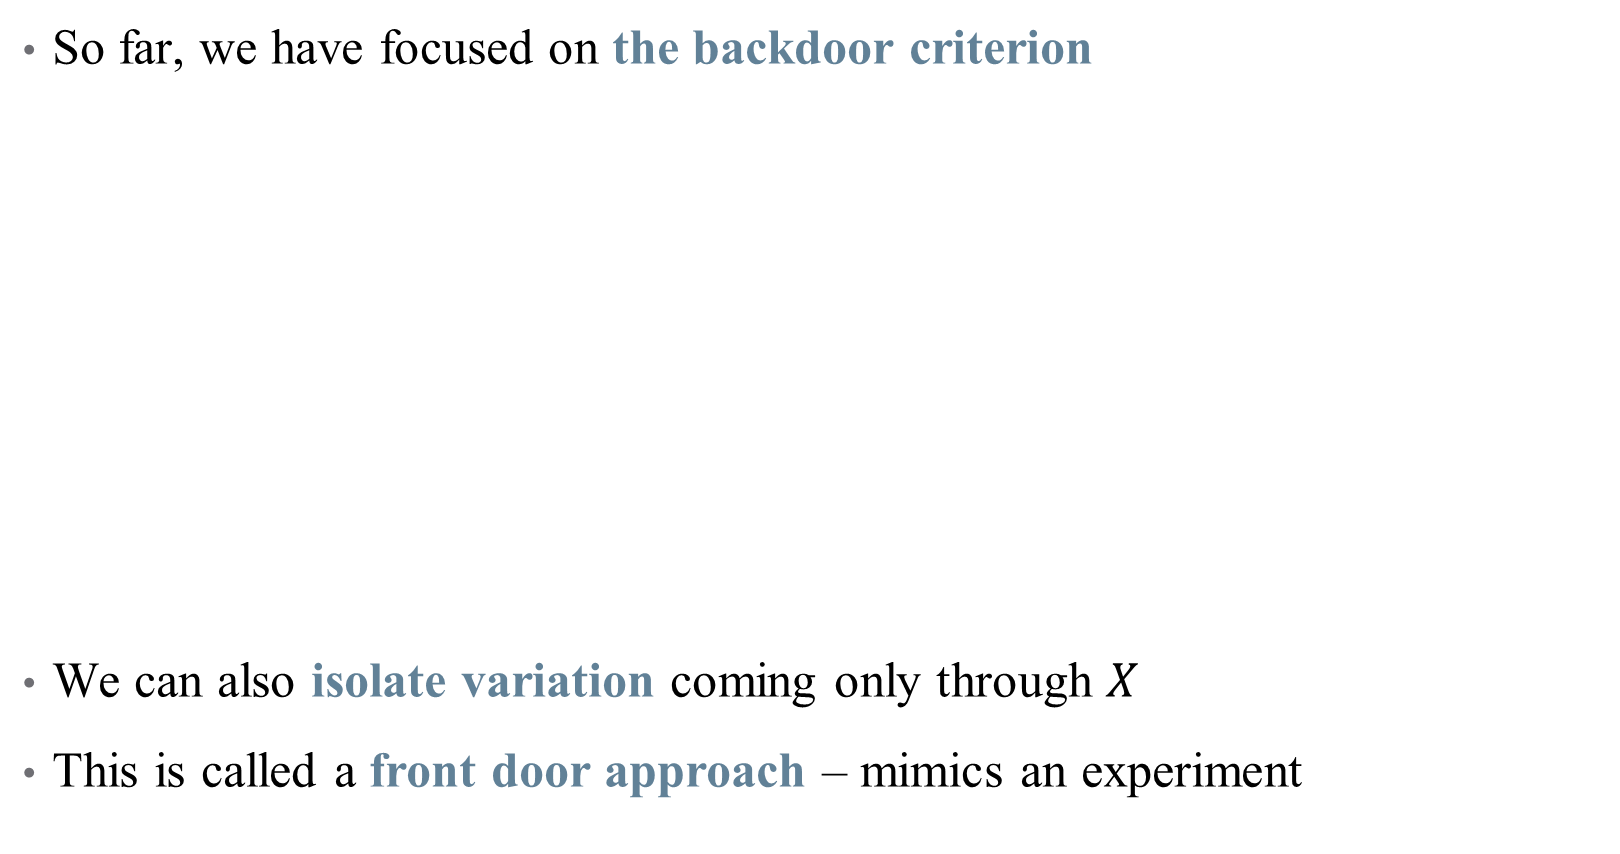 • So far, we have focused on the backdoor criterion
• We can also isolate variation coming only through X
• This is called a front door approach – mimics an experiment